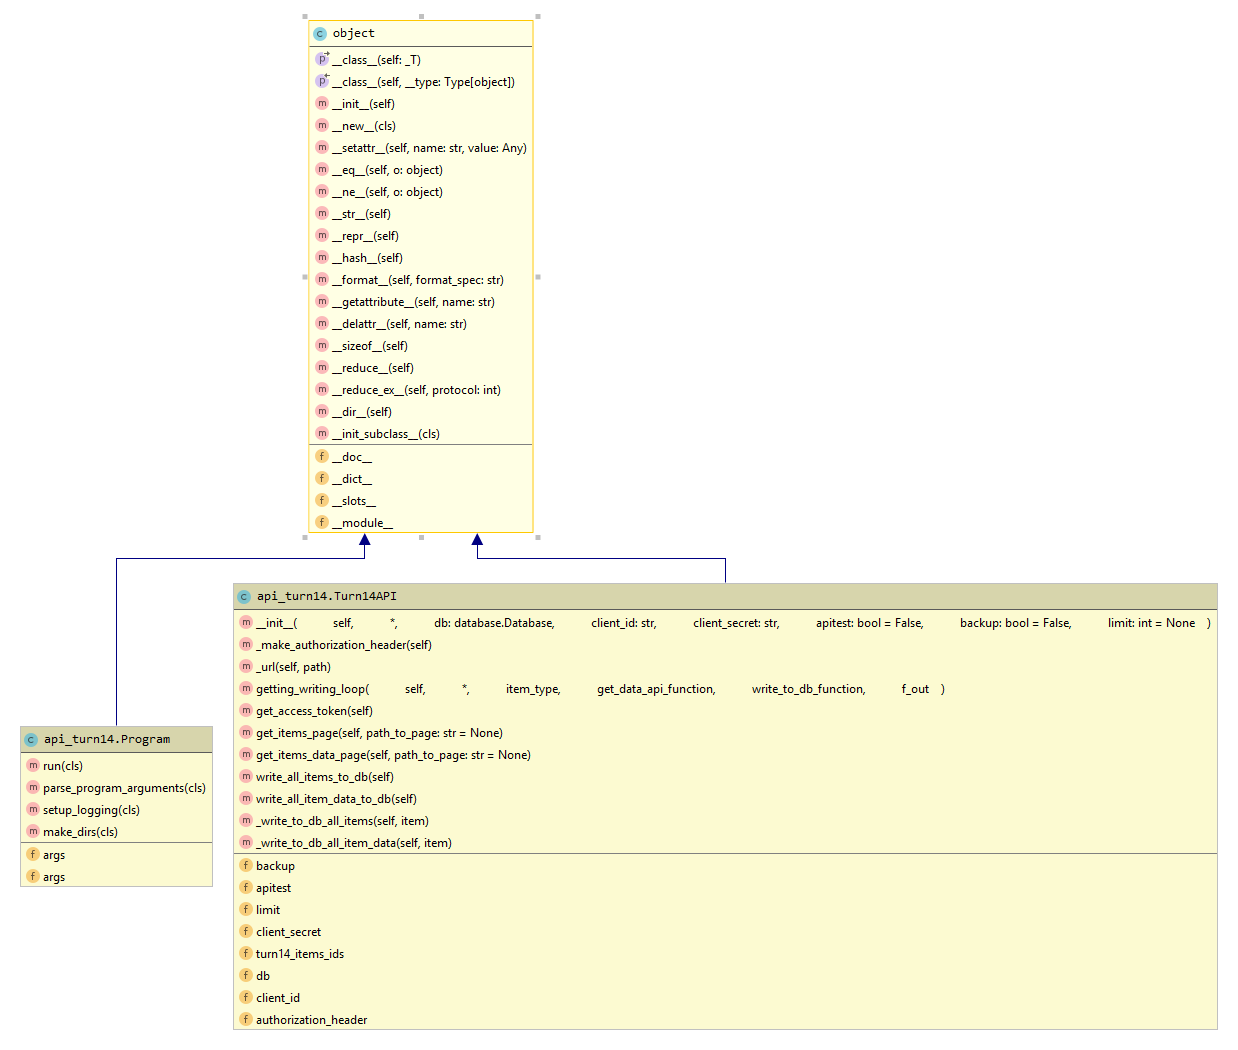 object
__class__(self: _T)
__class__(self, __type: Type[object])
__init__(self)
__new__(cls)
__setattr__(self, name: str, value: Any)
__eq__(self, o: object)
__ne__(self, o: object)
__str__(self)
__repr__(self)
__hash__(self)
__format__(self, format_spec: str)
__getattribute__(self, name: str)
__delattr__(self, name: str)
__sizeof__(self)
__reduce__(self)
__reduce_ex__(self, protocol: int)
__dir__(self)
__init_subclass__(cls)
__doc__
__dict__
__slots__
__module__
api_turn14.Program
run(cls)
parse_program_arguments(cls)
setup_logging(cls)
make_dirs(cls)
args
args
api_turn14.Turn14API
__init__( self, *, db: database.Database, client_id: str, client_secret: str, apitest: bool = False, backup: bool = False, limit: int = None )
_make_authorization_header(self)
_url(self, path)
getting_writing_loop( self, *, item_type, get_data_api_function, write_to_db_function, f_out )
get_access_token(self)
get_items_page(self, path_to_page: str = None)
get_items_data_page(self, path_to_page: str = None)
write_all_items_to_db(self)
write_all_item_data_to_db(self)
_write_to_db_all_items(self, item)
_write_to_db_all_item_data(self, item)
backup
apitest
limit
client_secret
turn14_items_ids
db
client_id
authorization_header